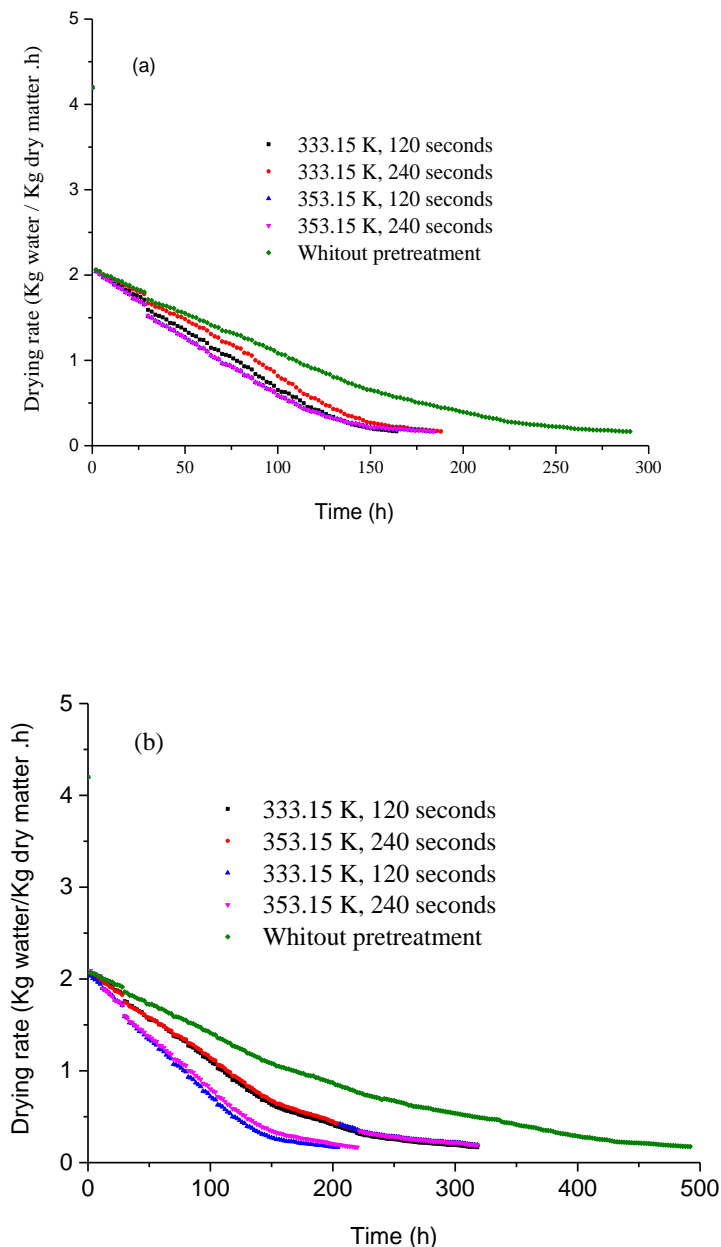 5
(a)
333.15 K, 120 seconds
4
333.15 K, 240 seconds
353.15 K, 120 seconds
3
353.15 K, 240 seconds
Whitout pretreatment
2
1
0
0 50 100 150 200 250 300
Drying rate (Kg water / Kg dry matter .h)
Time (h)
5
(b)
4
333.15 K, 120 seconds
353.15 K, 240 seconds
3
333.15 K, 120 seconds
353.15 K, 240 seconds
Whitout pretreatment
2
1
0
0 100 200 300 400 500
Drying rate (Kg watter/Kg dry matter .h)
Time (h)